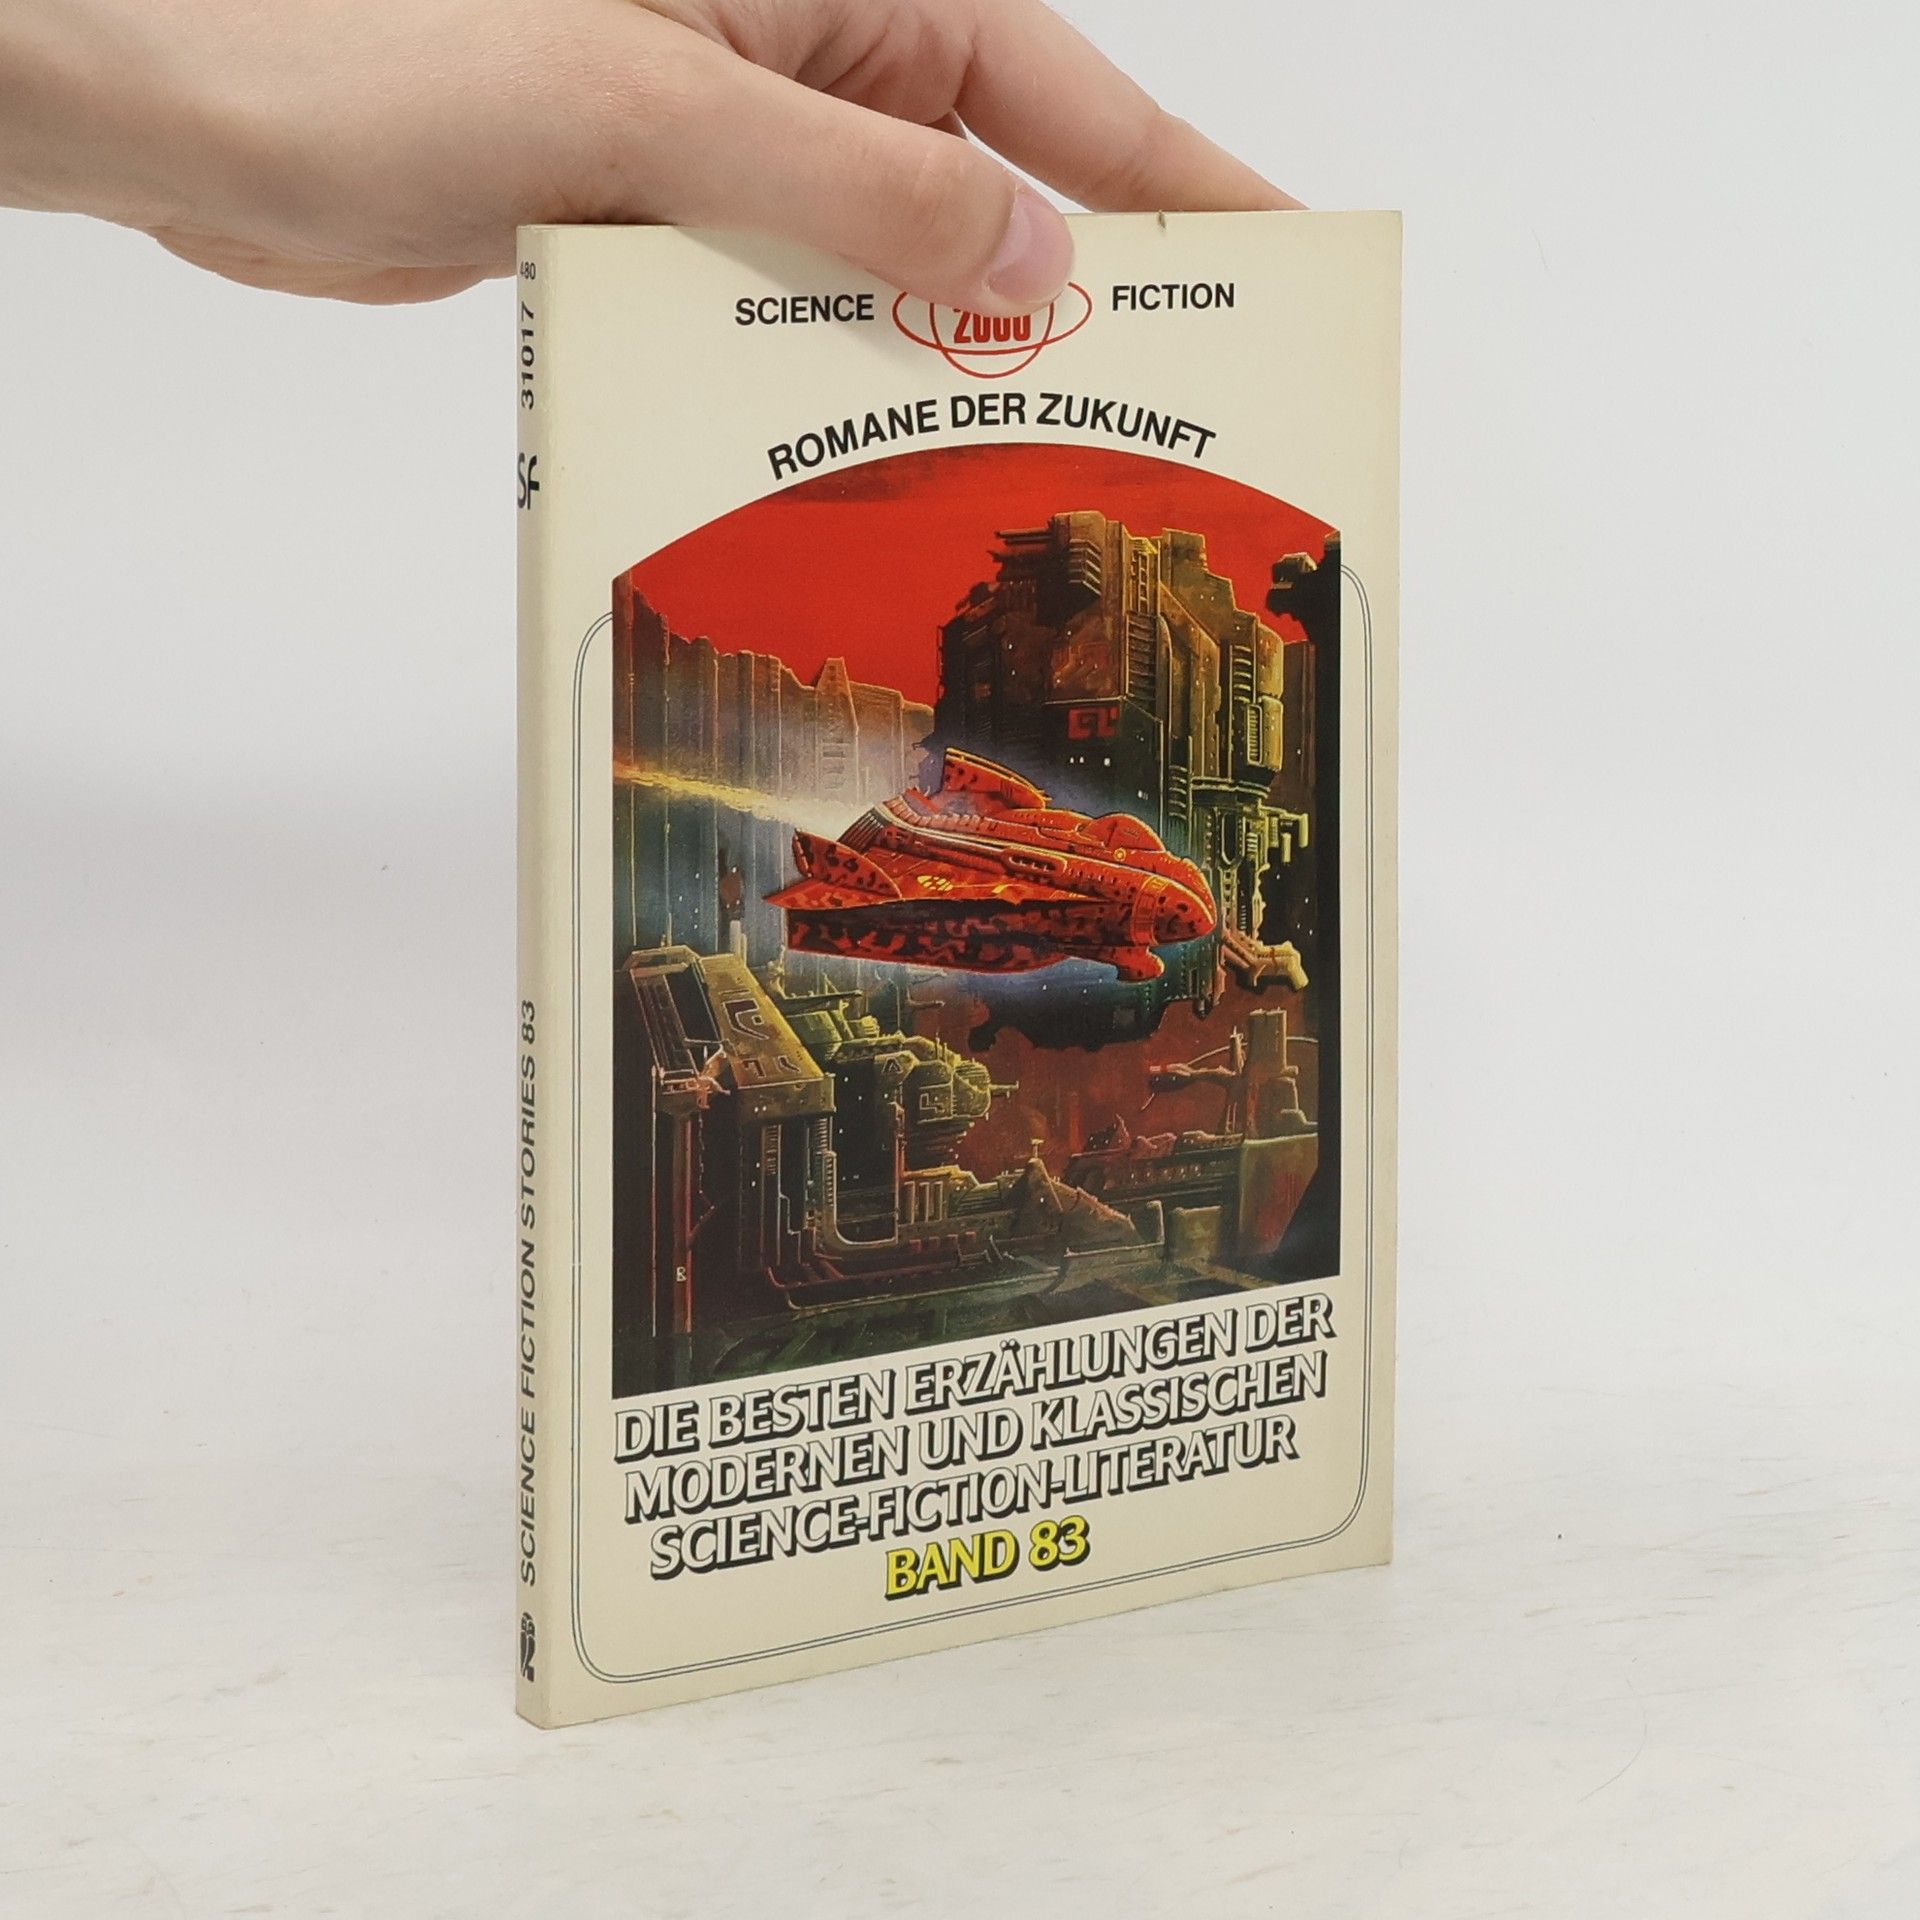 SCIENCE 2000 FICTION
ROMANE DER ZUKUNFT
DIE BESTEN ERZÄHLUNGEN DER
MODERNEN UND KLASSISCHEN
SCIENCE-FICTION-LITERATUR
BAND 83
480
31017
Sf
SCIENCE FICTION STORIES 83